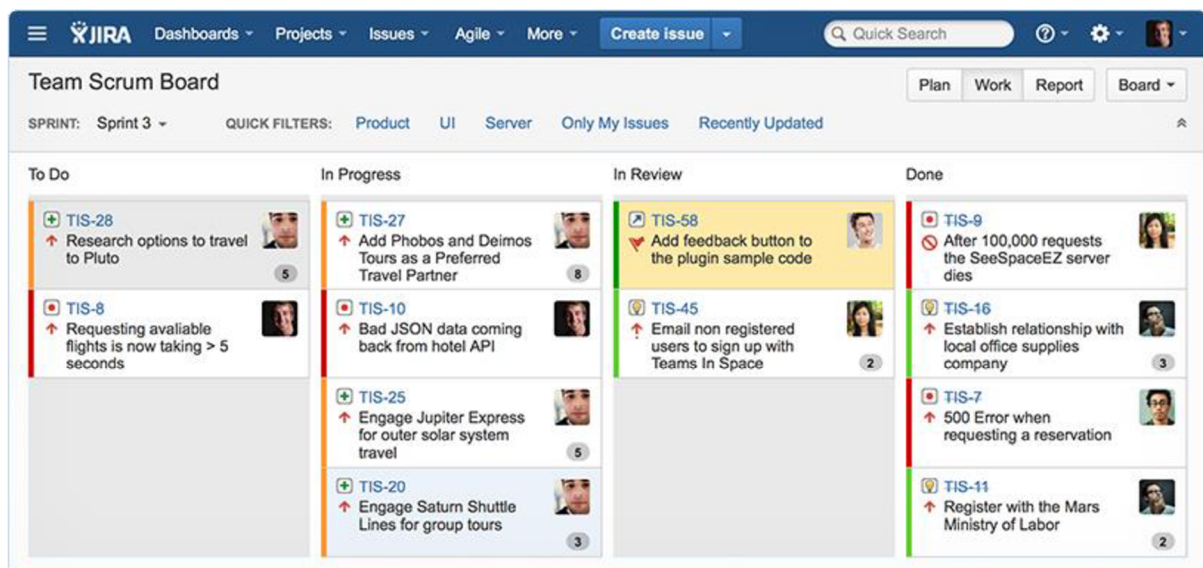 JIRA Dashboards Projects Issues Agile More Create issue Quick Search
Team Scrum Board Plan Work Report Board
SPRINT: Sprint 3 QUICK FILTERS: Product UI Server Only My Issues Recently Updated
To Do
TIS-28
Research options to travel
to Pluto
5
TIS-8
Requesting avaliable
flights is now taking > 5
seconds
In Progress
TIS-27
Add Phobos and Deimos
Tours as a Preferred
Travel Partner
8
TIS-10
Bad JSON data coming
back from hotel API
TIS-25
Engage Jupiter Express
for outer solar system
travel
5
TIS-20
Engage Saturn Shuttle
Lines for group tours
3
In Review
TIS-58
Add feedback button to
the plugin sample code
TIS-45
Email non registered
users to sign up with
Teams In Space
2
Done
TIS-9
After 100,000 requests
the SeeSpaceEZ server
dies
TIS-16
Establish relationship with
local office supplies
company
3
TIS-7
500 Error when
requesting a reservation
TIS-11
Register with the Mars
Ministry of Labor
2